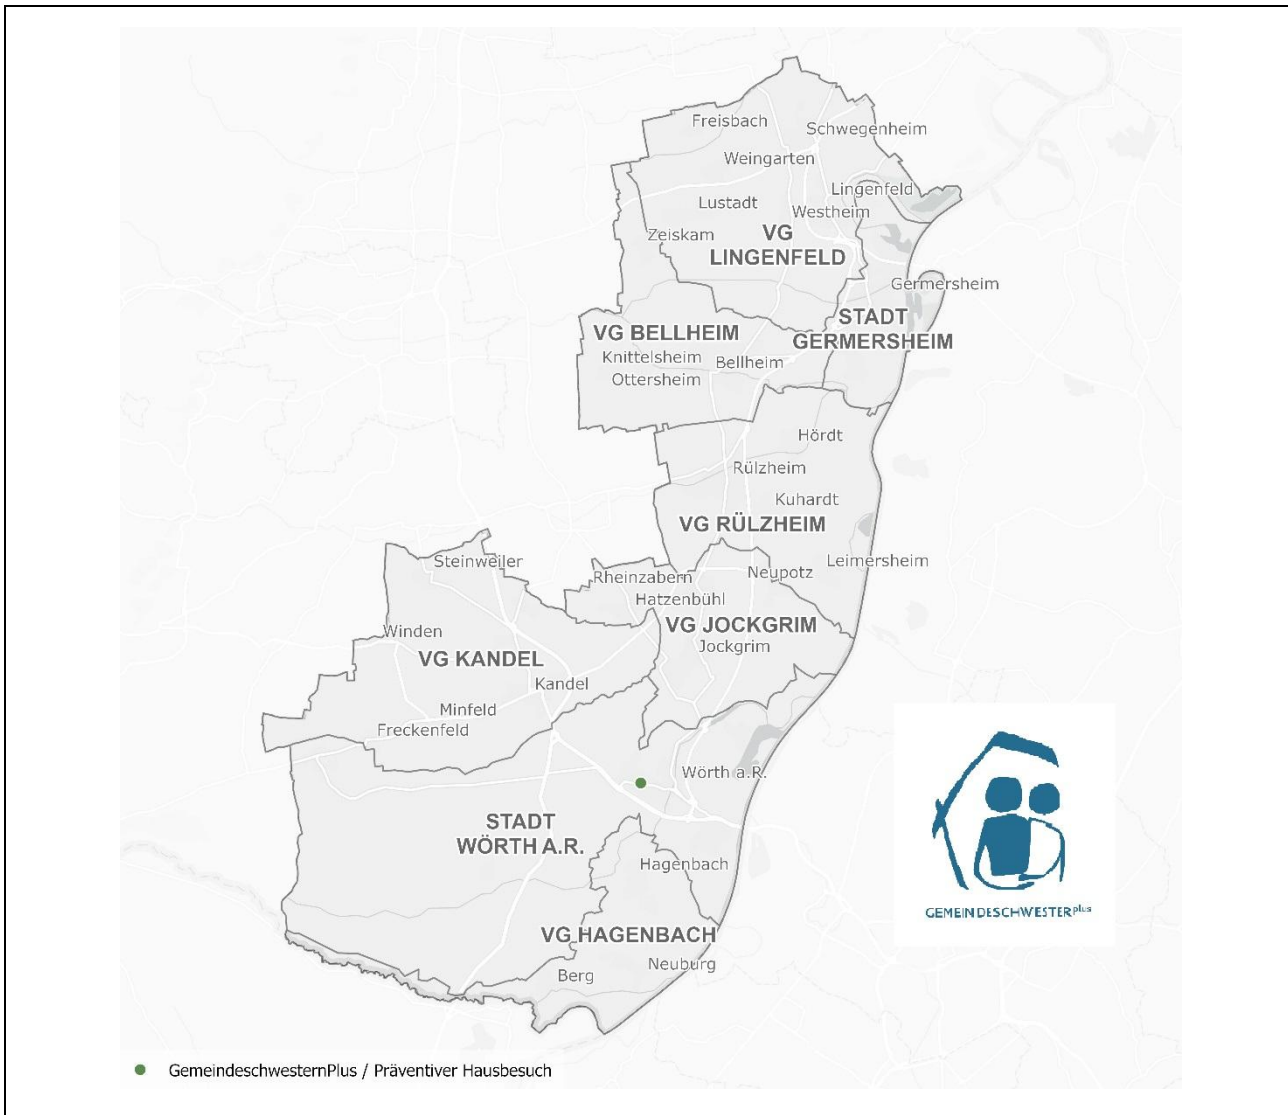 Freisbach
Schwegenheim
Weingarten
Lingenfeld
Lustadt
Westheim
Zeiskam
VG
LINGENFELD
Germersheim
STADT
GERMERSHEIM
VG BELLHEIM
Knittelsheim
Bellheim
Ottersheim
Hördt
Rülzheim
Kuhardt
VG RÜLZHEIM
Leimersheim
Steinweiler
Rheinzabern
Neupotz
Hatzenbühl
VG JOCKGRIM
Jockgrim
Winden
VG KANDEL
Kandel
Minfeld
Freckenfeld
Wörth a.R.
STADT
WÖRTH A.R.
Hagenbach
VG HAGENBACH
Neuburg
Berg
GEMEINDESCHWESTERplus
GemeindeschwesternPlus / Präventiver Hausbesuch